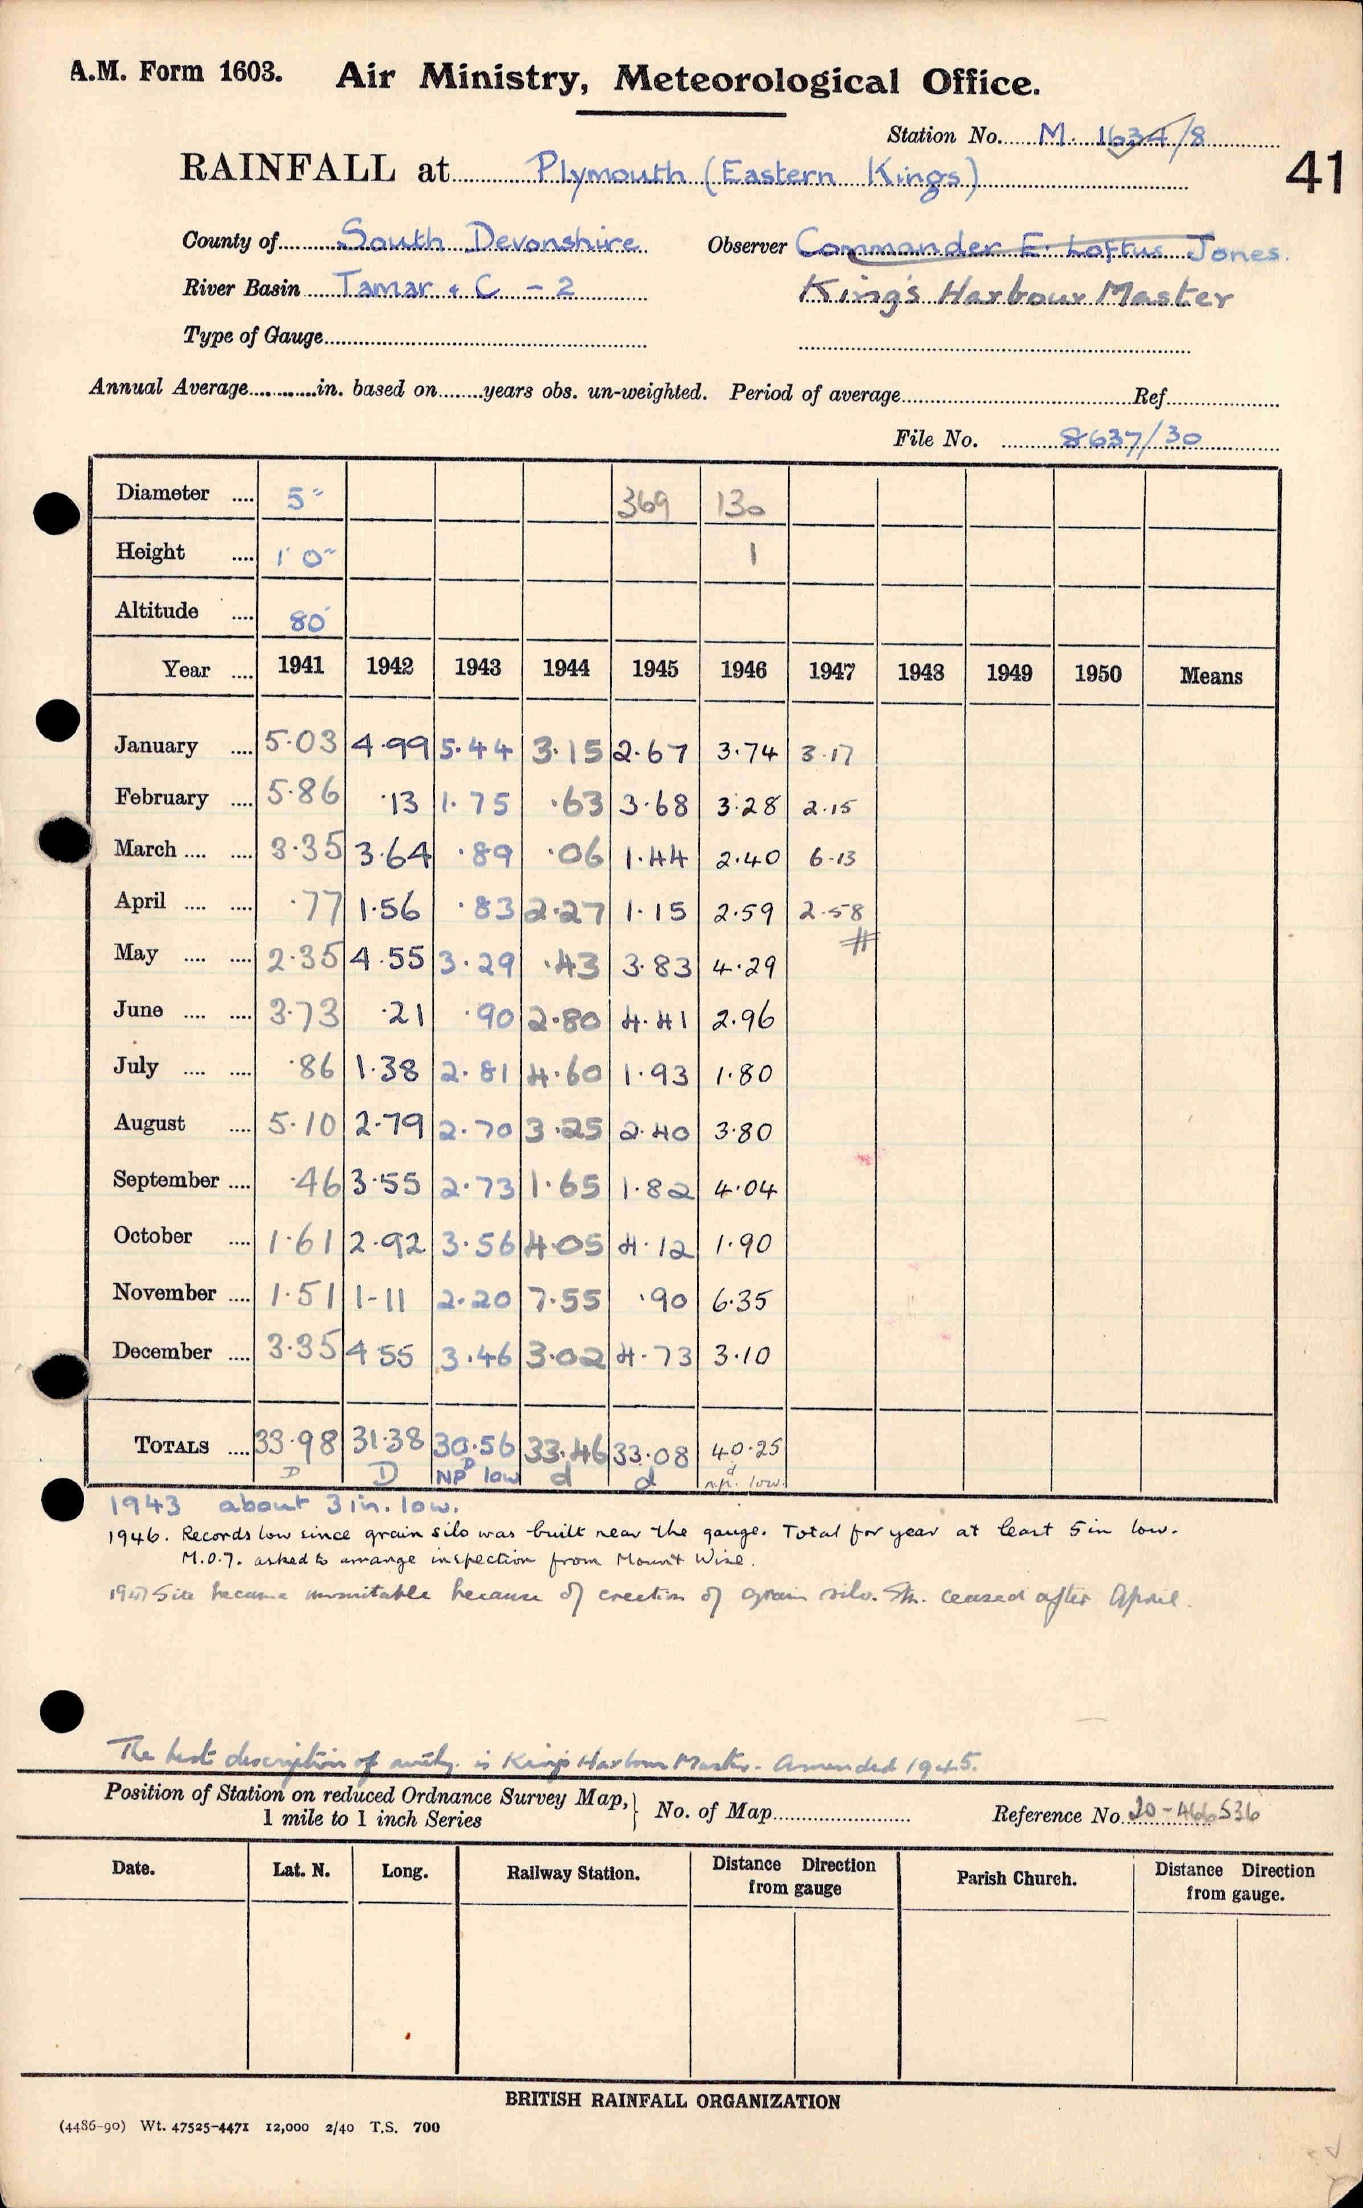 A.M. Form 1603. Air Ministry, Meteorological Office.
Station No. M. 1634/8
41
RAINFALL at Plymouth (Eastern Kings)
County of South Devonshire Observer Commander E. Loftus Jones.
River Basin Tamar & C - 2 King's Harbour Master
Type of Gauge
Annual Average in. based on years obs. un-weighted. Period of average Ref
File No. 8637/30
Diameter .... 5" 369 130
Height .... 1' 0" 1
Altitude .... 80'
Year .... 1941 1942 1943 1944 1945 1946 1947 1948 1949 1950 Means
January .... 5.03 4.99 5.44 3.15 2.67 3.74 3.17
February .... 5.86 .13 1.75 .63 3.68 3.28 2.15
March .... .... 3.35 3.64 .89 .06 1.44 2.40 6.13
April .... .... .77 1.56 .83 2.27 1.15 2.59 2.58
May .... .... 2.35 4.55 3.29 .43 3.83 4.29
June .... .... 3.73 .21 .90 2.80 4.41 2.96
July .... .... .86 1.38 2.81 4.60 1.93 1.80
August .... 5.10 2.79 2.70 3.25 2.40 3.80
September .... .46 3.55 2.73 1.65 1.82 4.04
October .... 1.61 2.92 3.56 4.05 4.12 1.90
November .... 1.51 1-11 2.20 7.55 .90 6.35
December .... 3.35 4 55 3.46 3.02 4.73 3.10
TOTALS .... 33.98 31.38 30.56 33.46 33.08 40.25
D D D NP low d d d n.p. low.
1943 about 3in. low.
1946. Records low since grain silo was built near the gauge. Total for year at least 5 in low.
M.O.7. asked to arrange inspection from Mount Wise.
1947 Site became unsuitable because of erection of grain silo. Stn. ceased after April.
The best description of is King's Harbour Master. Amended 1945.
Position of Station on reduced Ordnance Survey Map, } No. of Map Reference No. 20-466536
1 mile to 1 inch Series
Date. Lat. N. Long. Railway Station. Distance Direction from gauge Parish Church. Distance Direction from gauge.
BRITISH RAINFALL ORGANIZATION
(4486-90) Wt. 47525-4471 12,000 2/40 T.S. 700